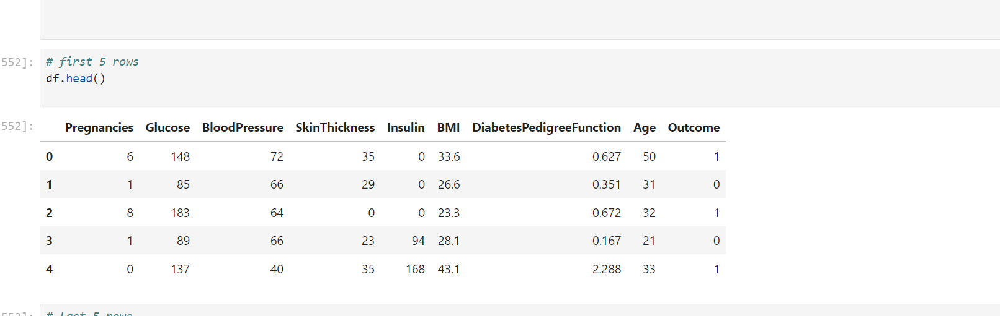 552]:
# first 5 rows
df.head()
552]:
Pregnancies Glucose BloodPressure SkinThickness Insulin BMI DiabetesPedigreeFunction Age Outcome
0 6 148 72 35 0 33.6 0.627 50 1
1 1 85 66 29 0 26.6 0.351 31 0
2 8 183 64 0 0 23.3 0.672 32 1
3 1 89 66 23 94 28.1 0.167 21 0
4 0 137 40 35 168 43.1 2.288 33 1
553]:
# last 5 rows